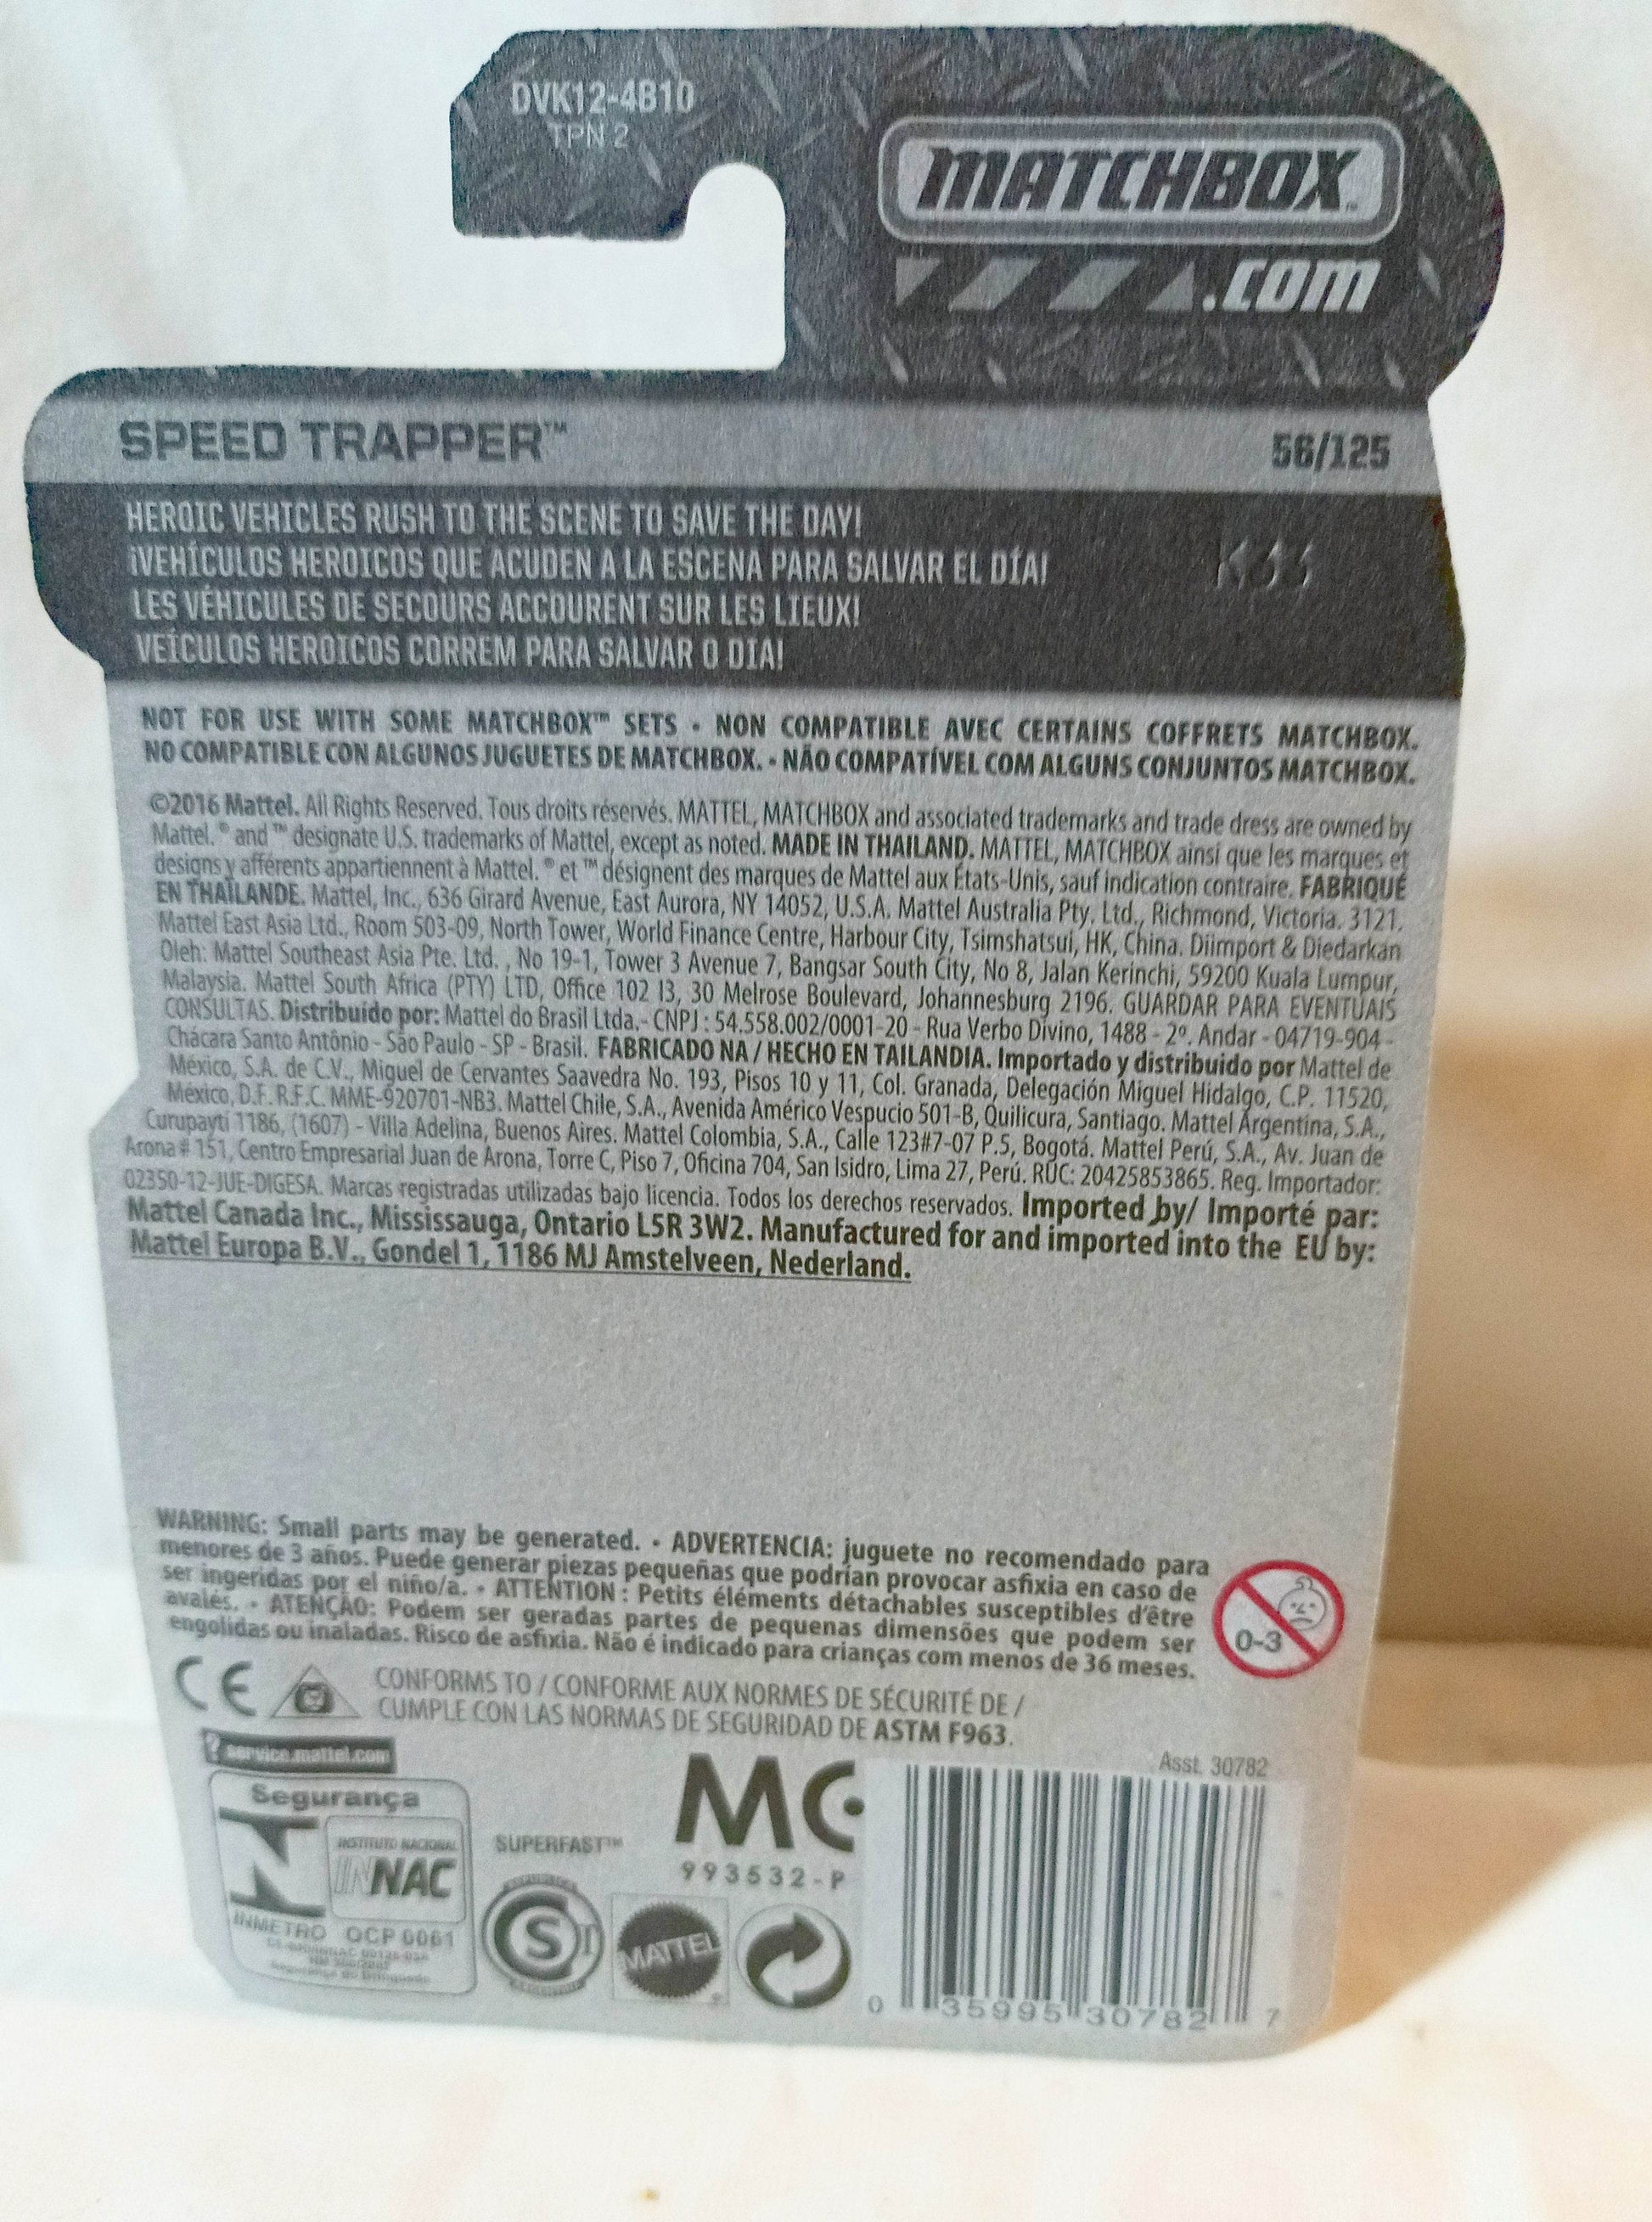 DVK12-4B10
TPN 2
MATCHBOX™
.com
SPEED TRAPPER™
56/125
HEROIC VEHICLES RUSH TO THE SCENE TO SAVE THE DAY!
¡VEHÍCULOS HEROICOS QUE ACUDEN A LA ESCENA PARA SALVAR EL DÍA!
K33
LES VÉHICULES DE SECOURS ACCOURENT SUR LES LIEUX!
VEÍCULOS HEROICOS CORREM PARA SALVAR O DIA!
NOT FOR USE WITH SOME MATCHBOX™ SETS • NON COMPATIBLE AVEC CERTAINS COFFRETS MATCHBOX.
NO COMPATIBLE CON ALGUNOS JUGUETES DE MATCHBOX. • NÃO COMPATÍVEL COM ALGUNS CONJUNTOS MATCHBOX.
©2016 Mattel. All Rights Reserved. Tous droits réservés. MATTEL, MATCHBOX and associated trademarks and trade dress are owned by
Mattel. ® and ™ designate U.S. trademarks of Mattel, except as noted. MADE IN THAILAND. MATTEL, MATCHBOX ainsi que les marques et
designs y afférents appartiennent à Mattel. ® et ™ désignent des marques de Mattel aux États-Unis, sauf indication contraire. FABRIQUÉ
EN THAÏLANDE. Mattel, Inc., 636 Girard Avenue, East Aurora, NY 14052, U.S.A. Mattel Australia Pty. Ltd., Richmond, Victoria. 3121.
Mattel East Asia Ltd., Room 503-09, North Tower, World Finance Centre, Harbour City, Tsimshatsui, HK, China. Diimport & Diedarkan
Oleh: Mattel Southeast Asia Pte. Ltd. , No 19-1, Tower 3 Avenue 7, Bangsar South City, No 8, Jalan Kerinchi, 59200 Kuala Lumpur,
Malaysia. Mattel South Africa (PTY) LTD, Office 102 I3, 30 Melrose Boulevard, Johannesburg 2196. GUARDAR PARA EVENTUAIS
CONSULTAS. Distribuído por: Mattel do Brasil Ltda.- CNPJ : 54.558.002/0001-20 - Rua Verbo Divino, 1488 - 2º. Andar - 04719-904 -
Chácara Santo Antônio - São Paulo - SP - Brasil. FABRICADO NA / HECHO EN TAILANDIA. Importado y distribuido por Mattel de
México, S.A. de C.V., Miguel de Cervantes Saavedra No. 193, Pisos 10 y 11, Col. Granada, Delegación Miguel Hidalgo, C.P. 11520,
México, D.F. R.F.C. MME-920701-NB3. Mattel Chile, S.A., Avenida Américo Vespucio 501-B, Quilicura, Santiago. Mattel Argentina, S.A.,
Curupaytí 1186, (1607) - Villa Adelina, Buenos Aires. Mattel Colombia, S.A., Calle 123#7-07 P.5, Bogotá. Mattel Perú, S.A., Av. Juan de
Arona # 151, Centro Empresarial Juan de Arona, Torre C, Piso 7, Oficina 704, San Isidro, Lima 27, Perú. RUC: 20425853865. Reg. Importador:
02350-12-JUE-DIGESA. Marcas registradas utilizadas bajo licencia. Todos los derechos reservados. Imported by/ Importé par:
Mattel Canada Inc., Mississauga, Ontario L5R 3W2. Manufactured for and imported into the EU by:
Mattel Europa B.V., Gondel 1, 1186 MJ Amstelveen, Nederland.
WARNING: Small parts may be generated. • ADVERTENCIA: juguete no recomendado para
menores de 3 años. Puede generar piezas pequeñas que podrían provocar asfixia en caso de
ser ingeridas por el niño/a. • ATTENTION : Petits éléments détachables susceptibles d'être
avalés. • ATENÇÃO: Podem ser geradas partes de pequenas dimensões que podem ser
engolidas ou inaladas. Risco de asfixia. Não é indicado para crianças com menos de 36 meses.
0-3
CE
CONFORMS TO / CONFORME AUX NORMES DE SÉCURITÉ DE /
CUMPLE CON LAS NORMAS DE SEGURIDAD DE ASTM F963.
? service.mattel.com
Segurança
INSTITUTO NACIONAL
INNAC
INMETRO OCP 0061
SUPERFAST™
MC
993532-P
S
MATTEL
Asst. 30782
0 35995 30782 7